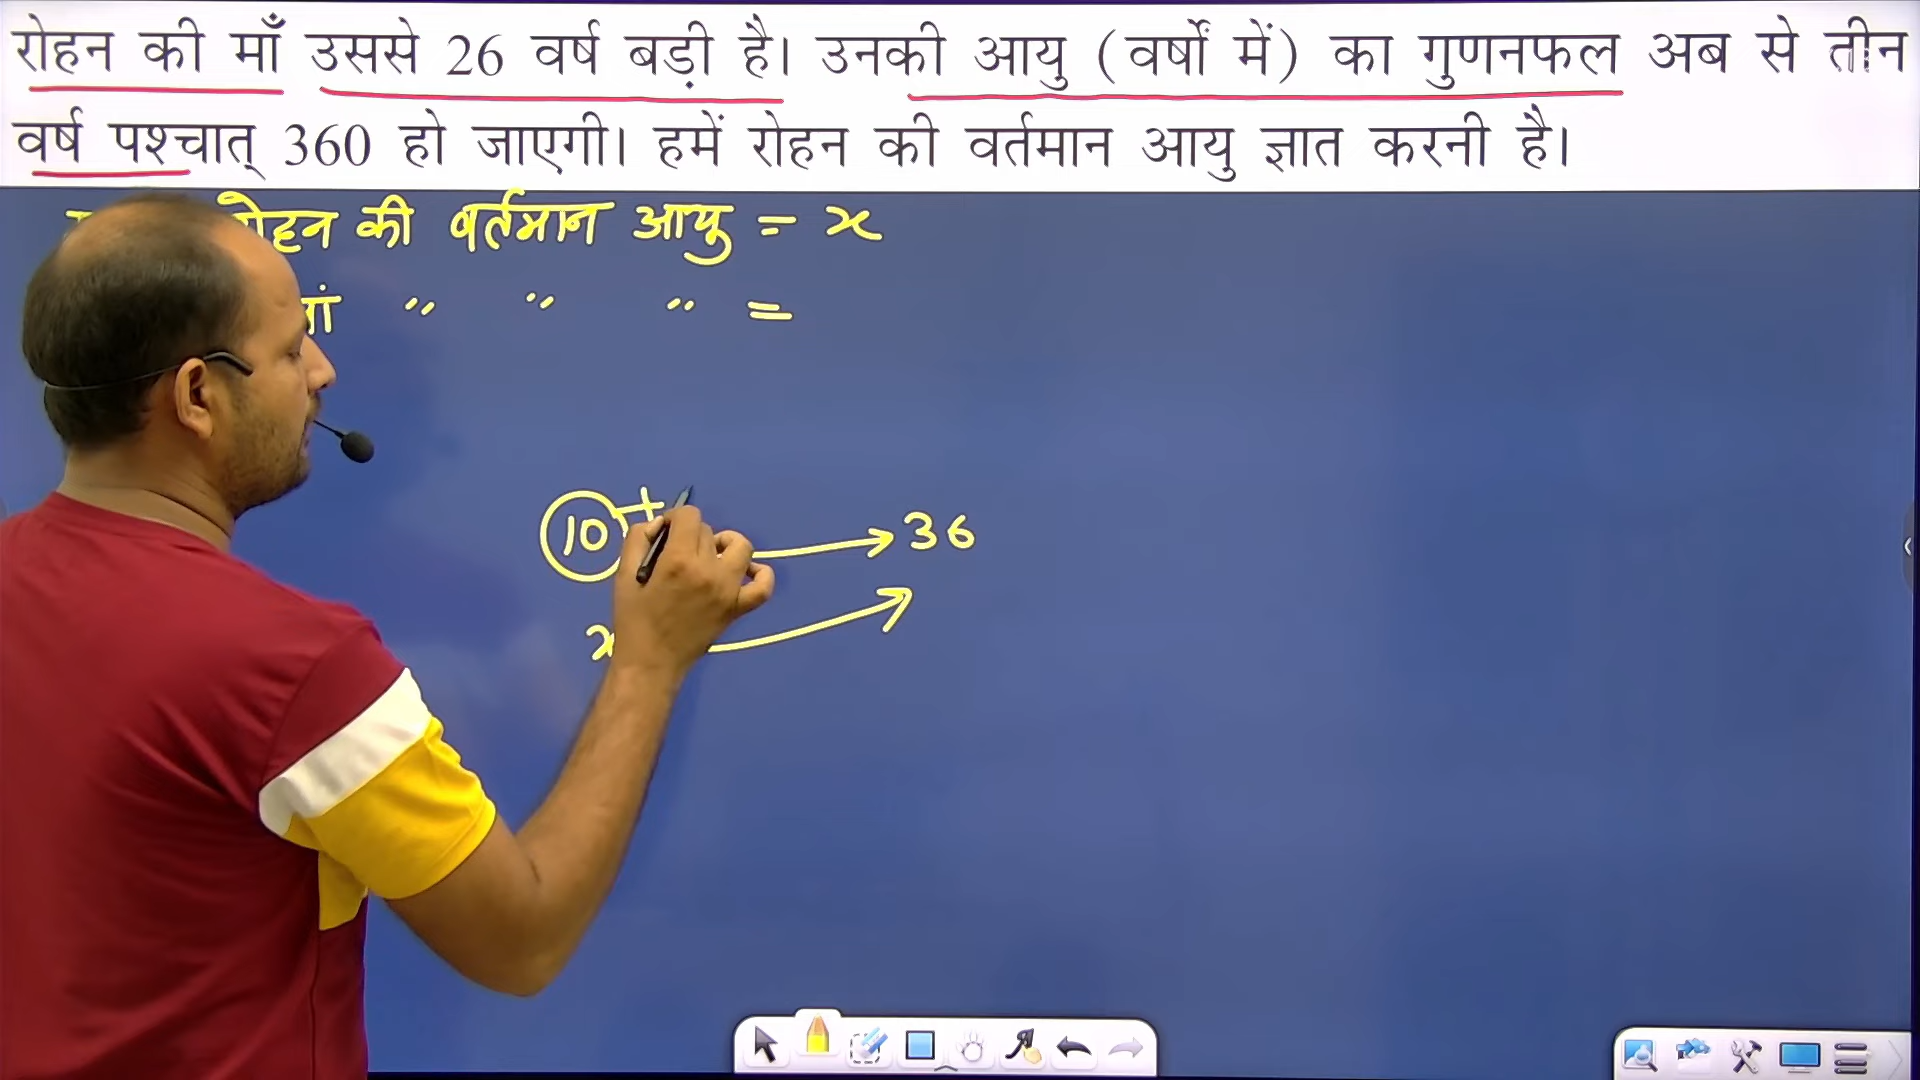 रोहन की माँ उससे 26 वर्ष बड़ी है। उनकी आयु (वर्षों में) का गुणनफल अब से तीन
वर्ष पश्चात् 360 हो जाएगी। हमें रोहन की वर्तमान आयु ज्ञात करनी है।
रोहन की वर्तमान आयु = x
मां " " " =
10 + → 36
x →